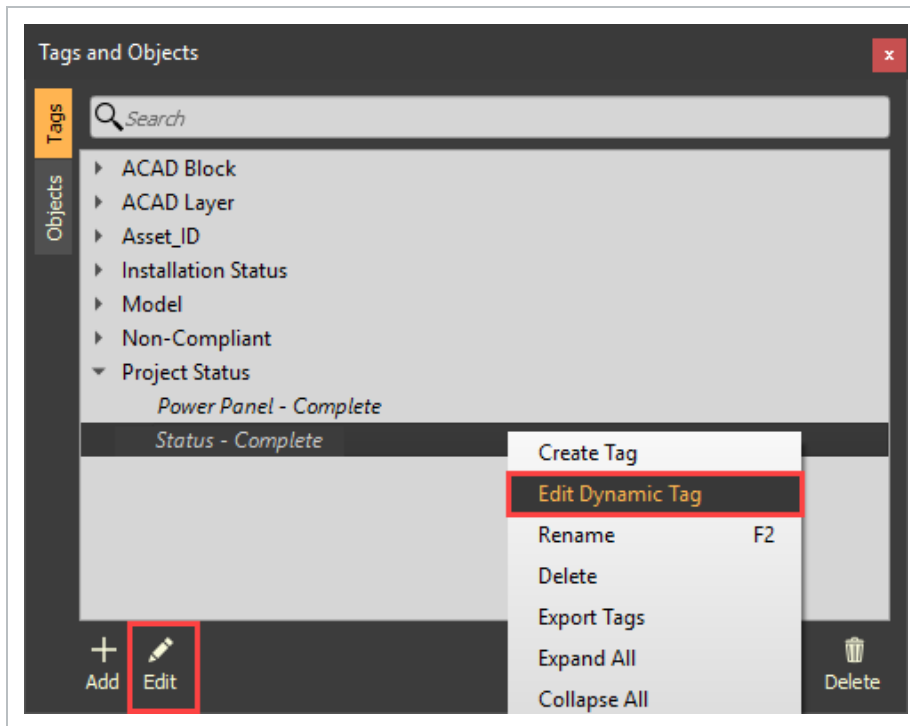 Tags and Objects
x
Tags
Objects
Search
ACAD Block
ACAD Layer
Asset_ID
Installation Status
Model
Non-Compliant
Project Status
Power Panel - Complete
Status - Complete
Create Tag
Edit Dynamic Tag
Rename F2
Delete
Export Tags
Expand All
Collapse All
Add
Edit
Delete